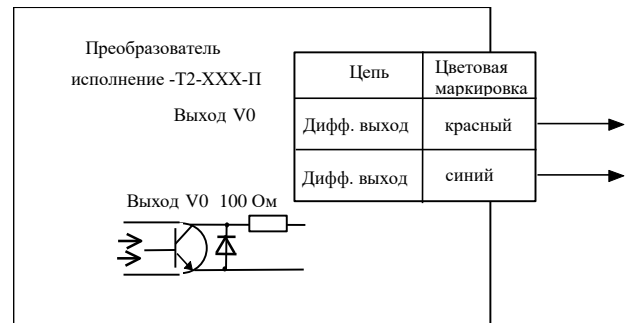 Преобразователь
исполнение -Т2-ХХХ-П
Выход V0
Цепь
Цветовая
маркировка
Дифф. выход
красный
Дифф. выход
синий
Выход V0 100 Ом